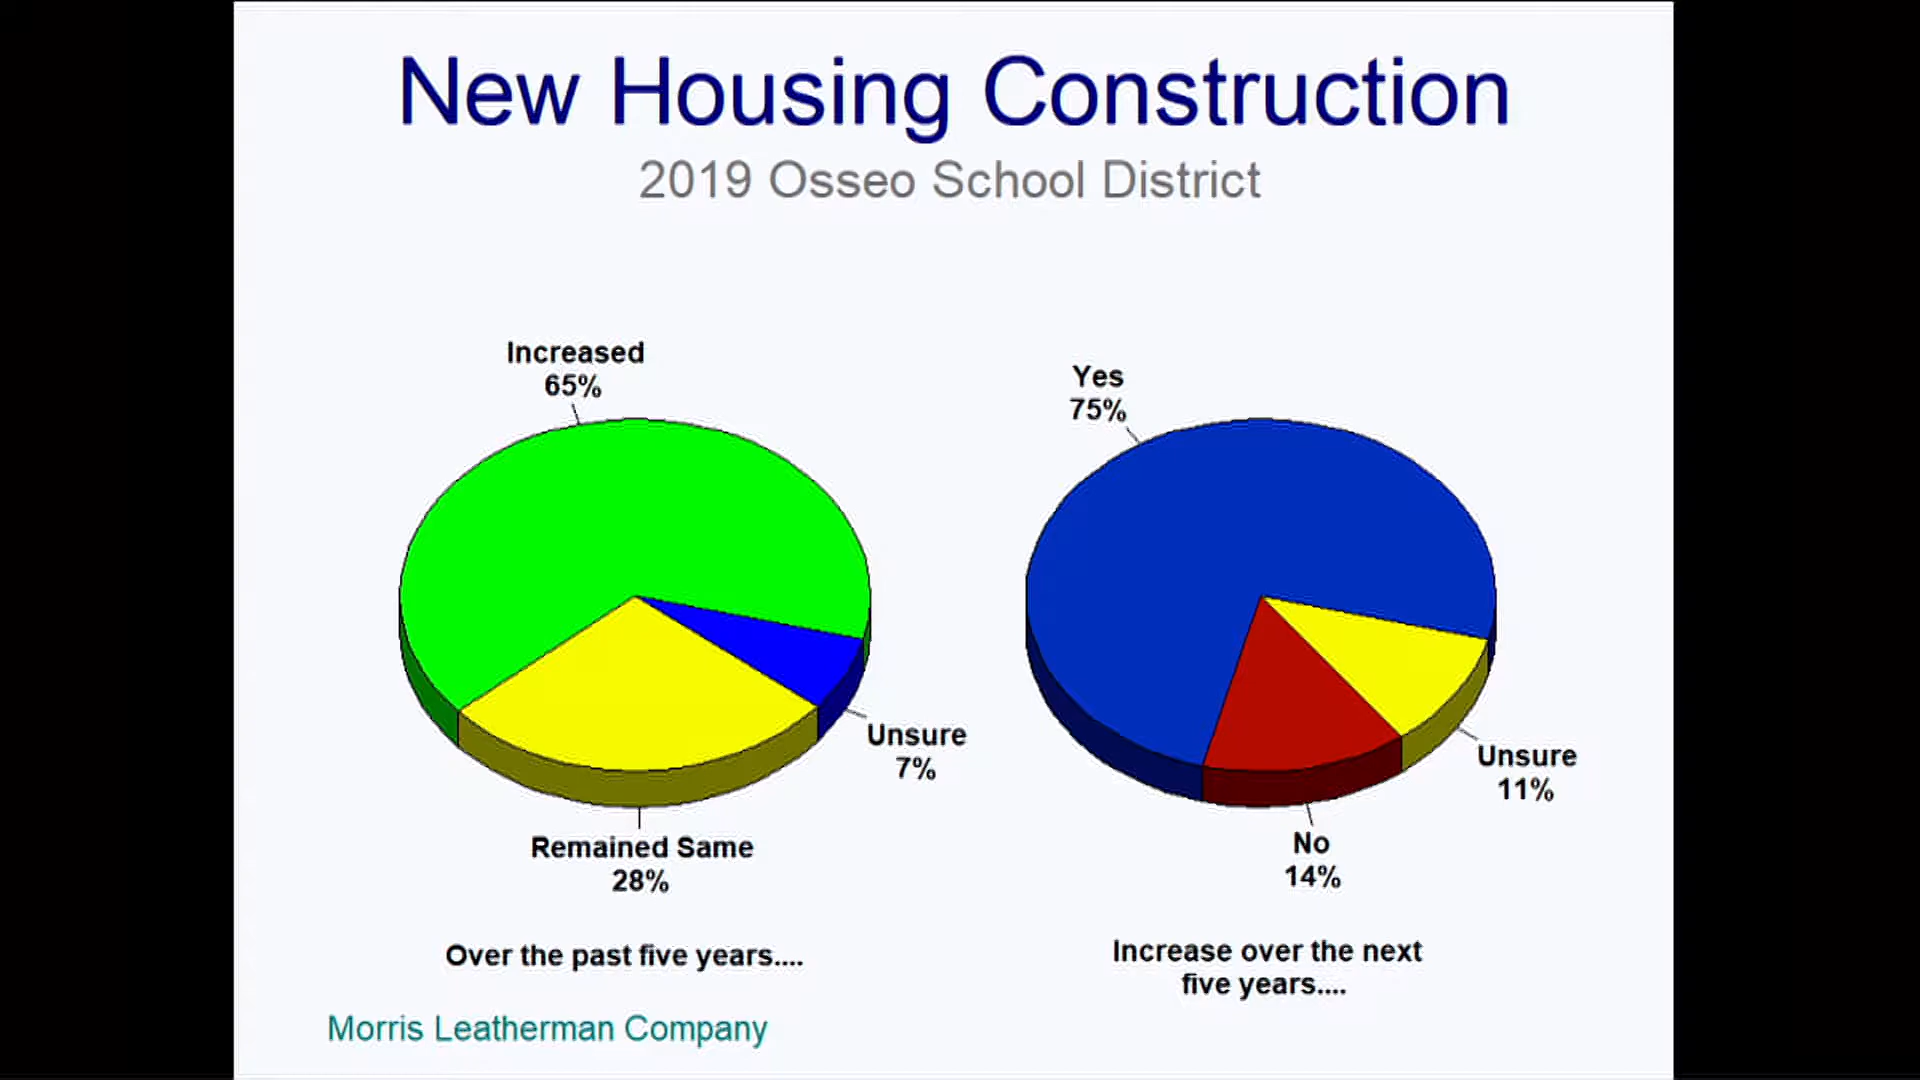 New Housing Construction
2019 Osseo School District
Increased
65%
Unsure
7%
Remained Same
28%
Over the past five years....
Yes
75%
Unsure
11%
No
14%
Increase over the next
five years....
Morris Leatherman Company